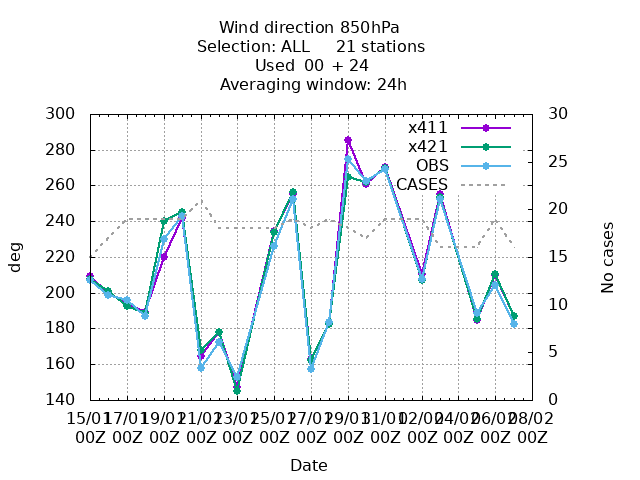 Wind direction 850hPa
Selection: ALL 21 stations
Used 00 + 24
Averaging window: 24h
300 30
280 25
260 20
240
220 15
200 10
180
160 5
140 0
deg
No cases
x411
x421
OBS
CASES
15/01 17/01 19/01 21/01 23/01 25/01 27/01 29/01 31/01 02/02 04/02 06/02 08/02
00Z 00Z 00Z 00Z 00Z 00Z 00Z 00Z 00Z 00Z 00Z 00Z 00Z
Date